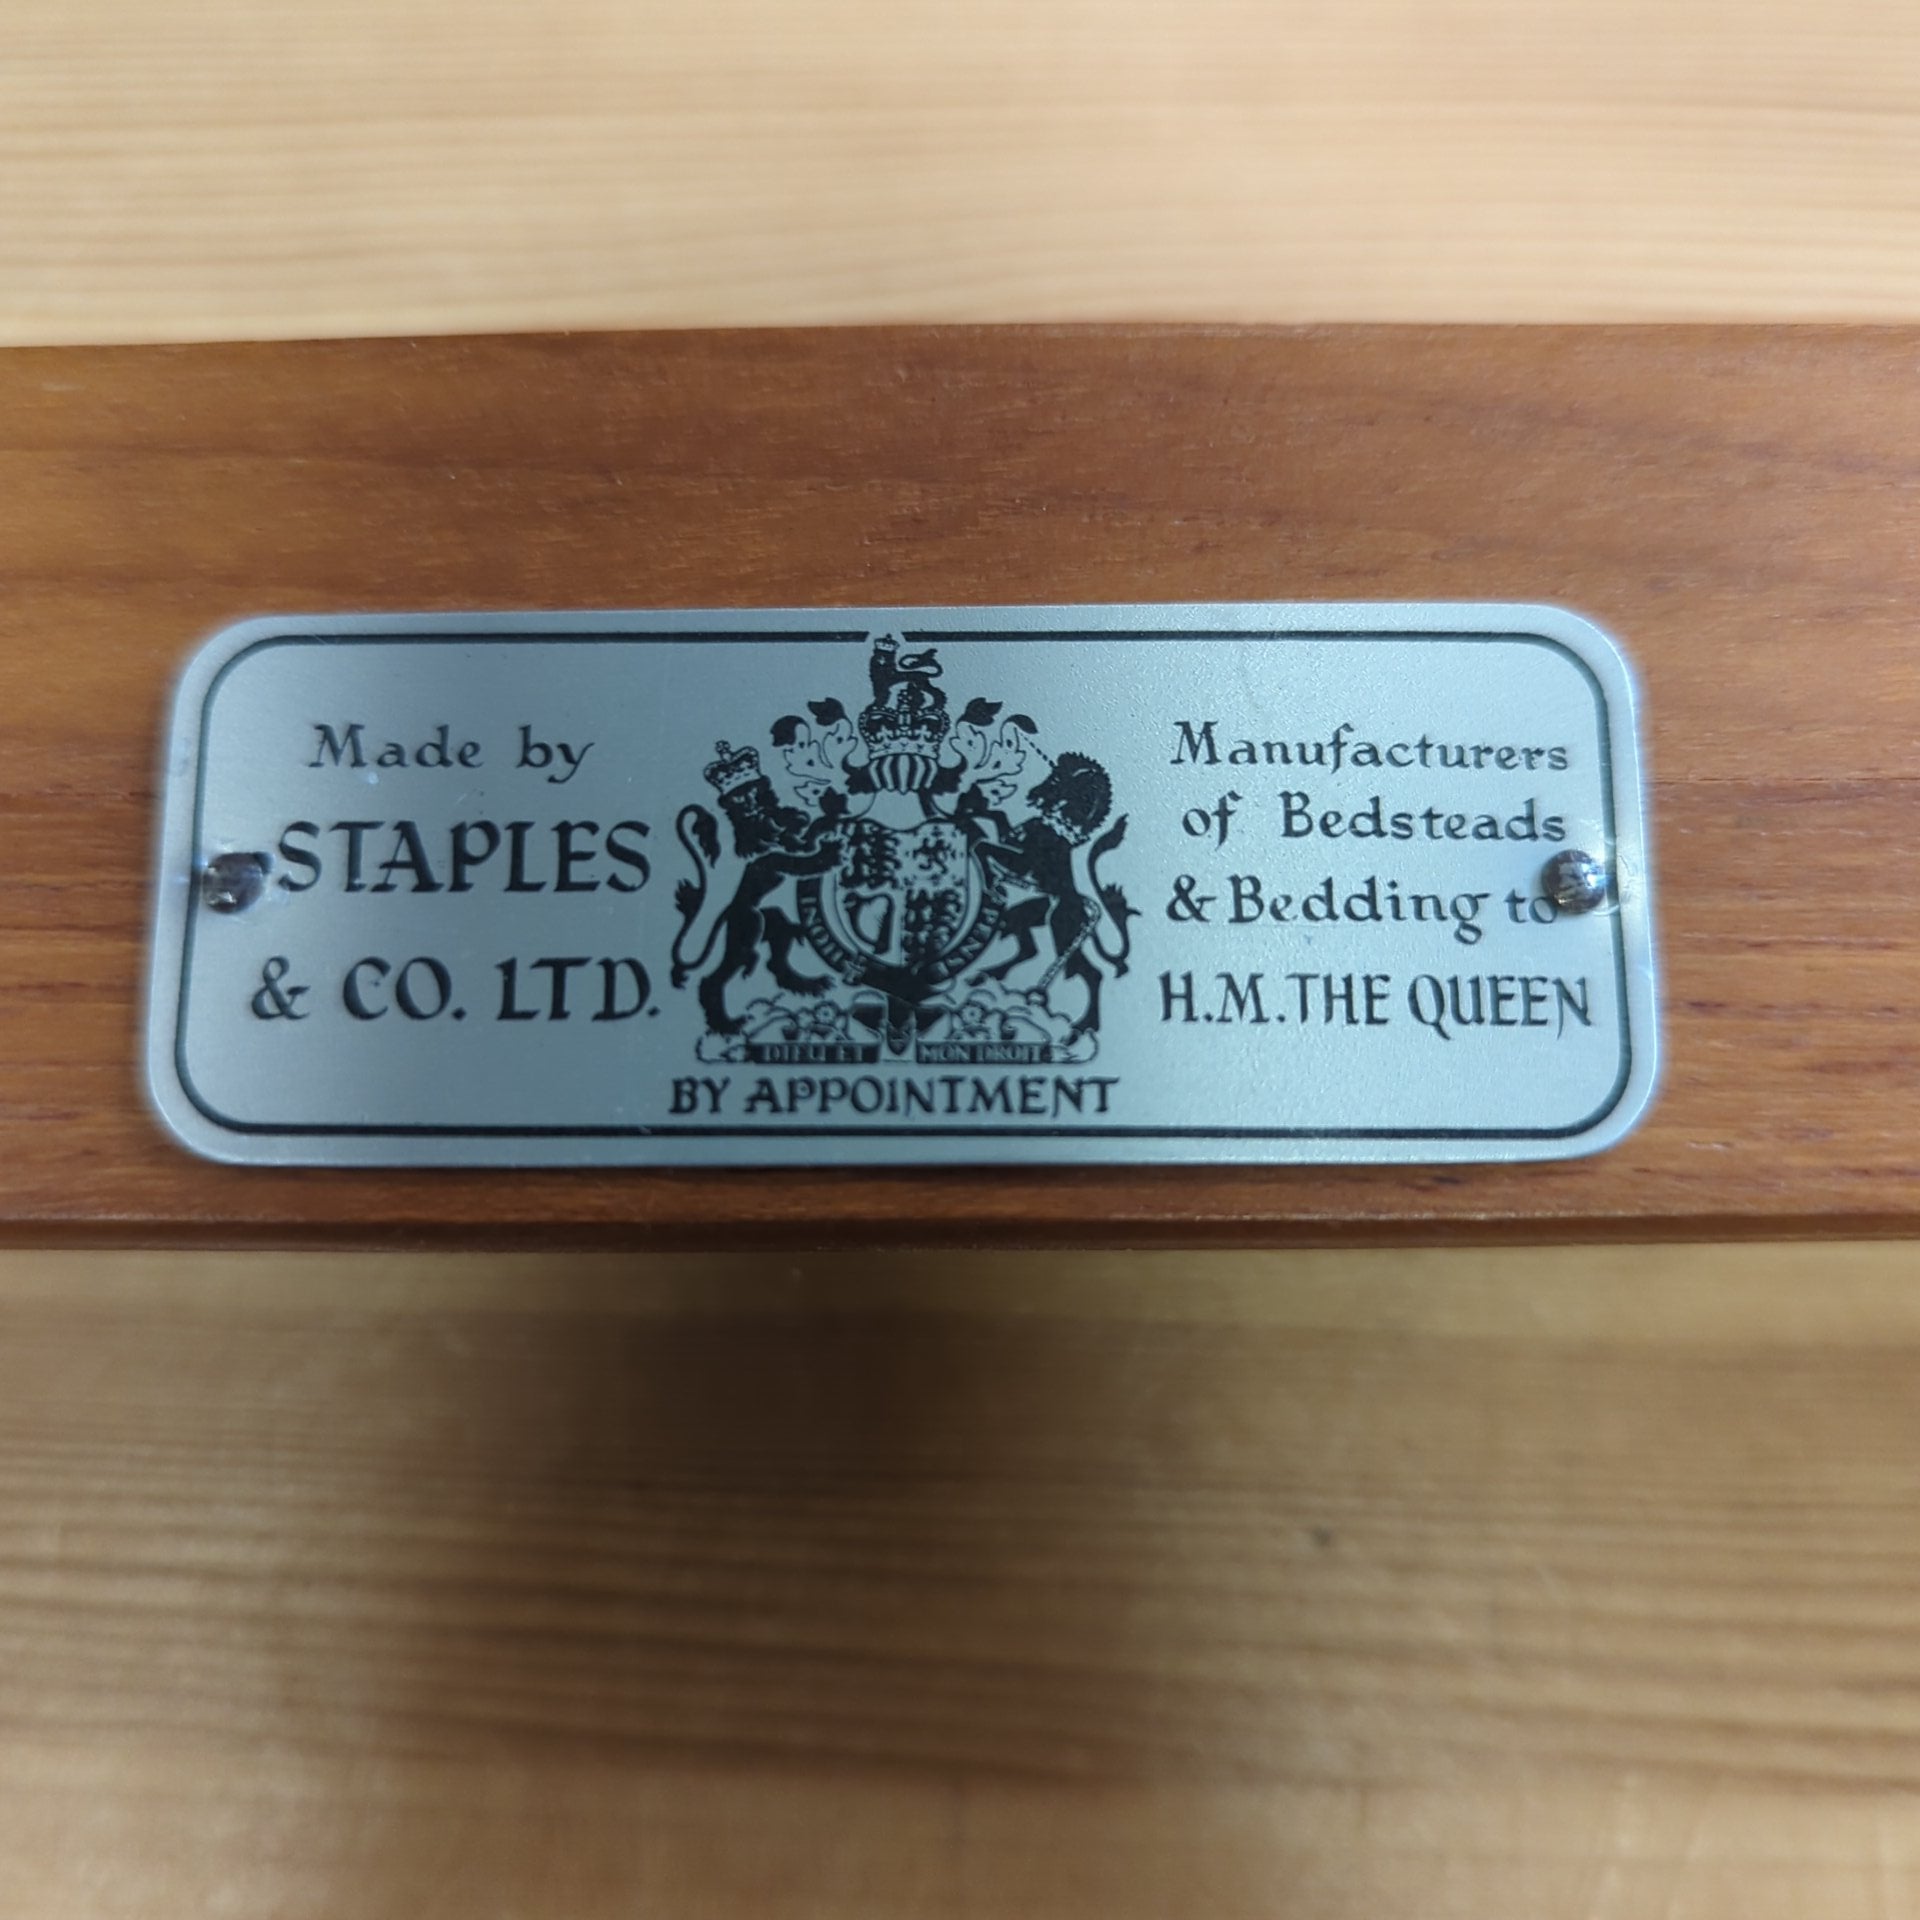 Made by
STAPLES
& CO. LTD.
DIEU ET MON DROIT
BY APPOINTMENT
Manufacturers
of Bedsteads
& Bedding to
H.M. THE QUEEN